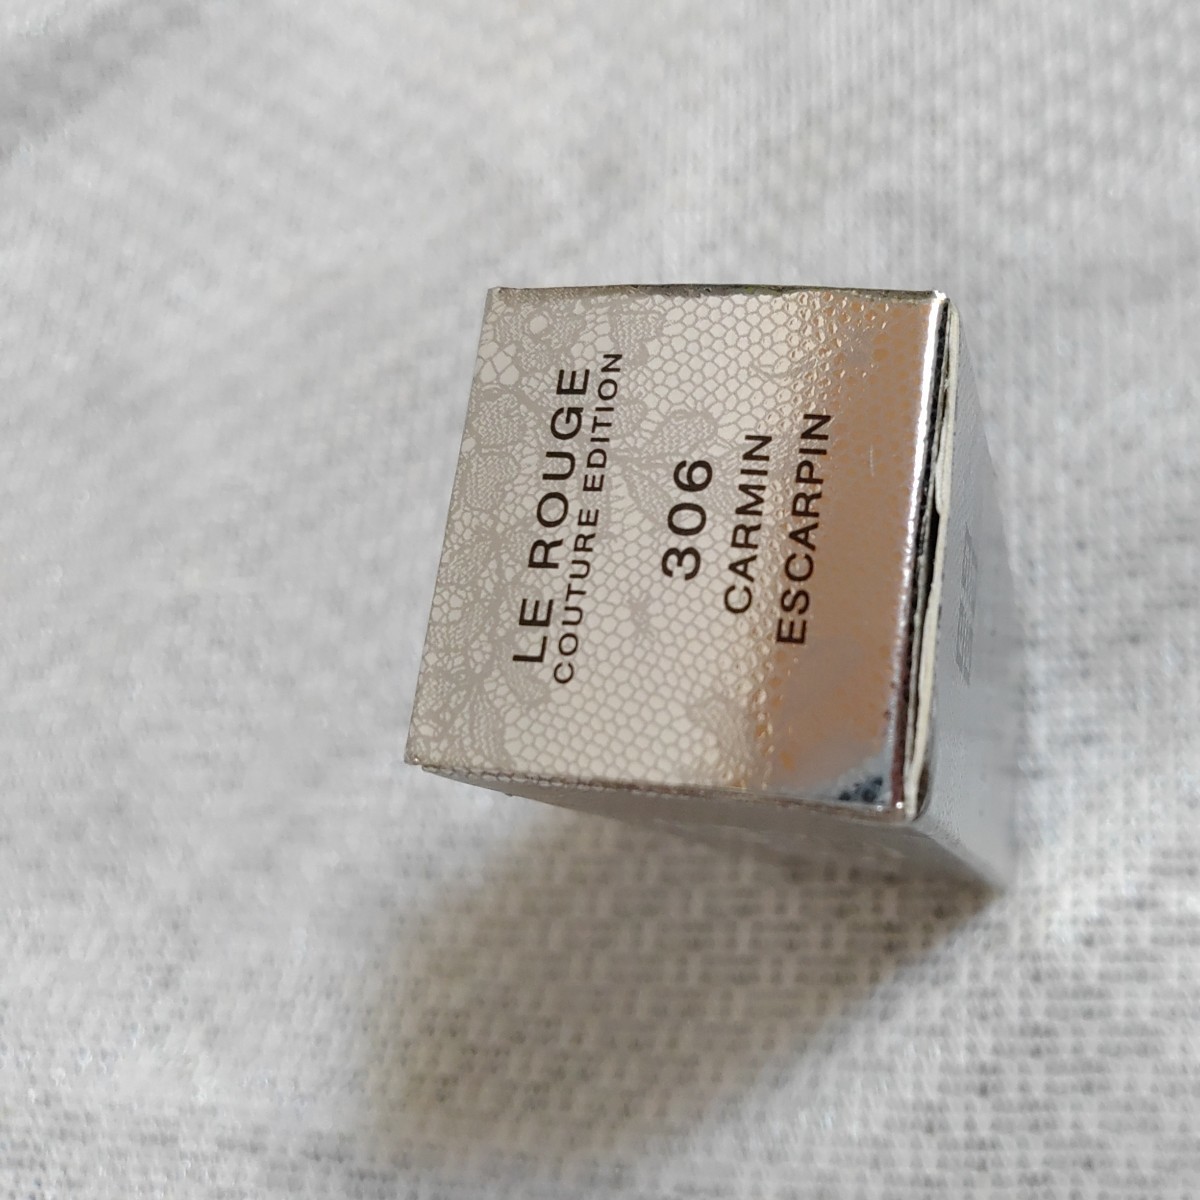 LE ROUGE
COUTURE EDITION
306
CARMIN
ESCARPIN